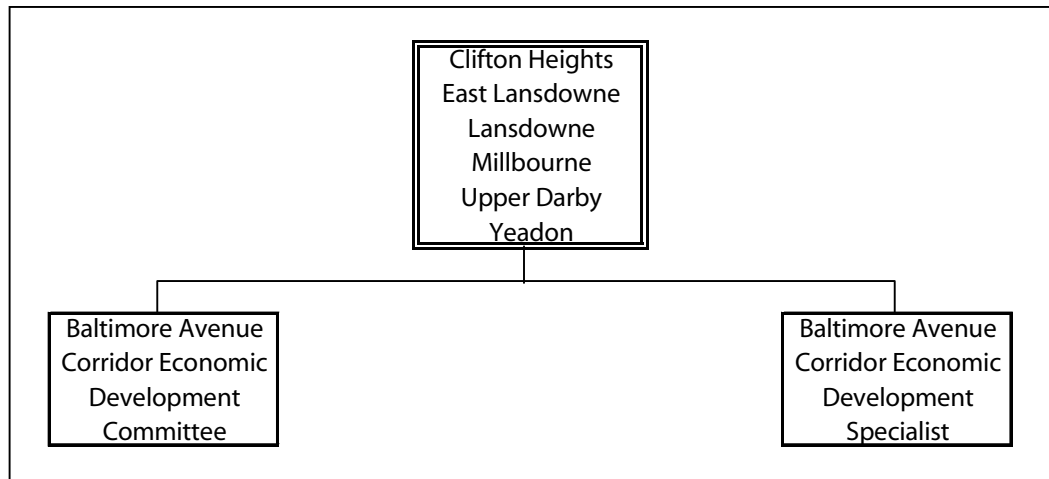 Clifton Heights
East Lansdowne
Lansdowne
Millbourne
Upper Darby
Yeadon
Baltimore Avenue
Corridor Economic
Development
Committee
Baltimore Avenue
Corridor Economic
Development
Specialist